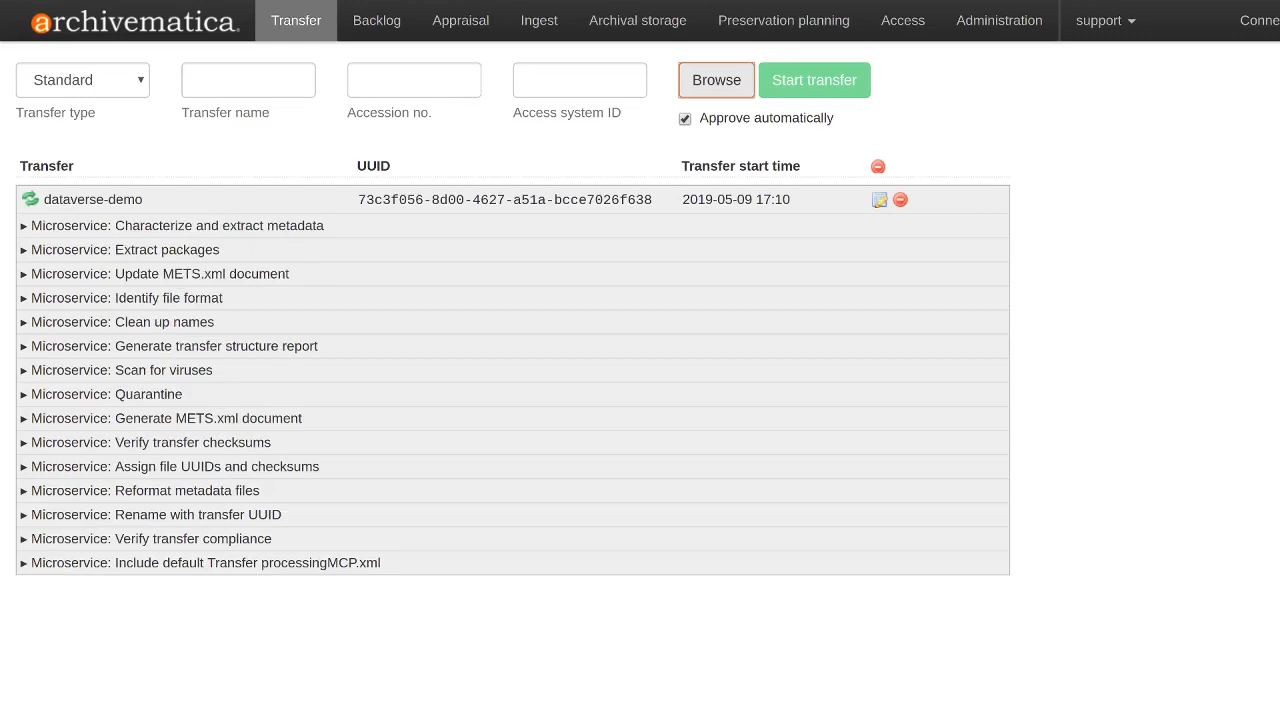 archivematica. Transfer Backlog Appraisal Ingest Archival storage Preservation planning Access Administration support Conne
Standard Browse Start transfer
Transfer type Transfer name Accession no. Access system ID Approve automatically
Transfer UUID Transfer start time
dataverse-demo 73c3f056-8d00-4627-a51a-bcce7026f638 2019-05-09 17:10
Microservice: Characterize and extract metadata
Microservice: Extract packages
Microservice: Update METS.xml document
Microservice: Identify file format
Microservice: Clean up names
Microservice: Generate transfer structure report
Microservice: Scan for viruses
Microservice: Quarantine
Microservice: Generate METS.xml document
Microservice: Verify transfer checksums
Microservice: Assign file UUIDs and checksums
Microservice: Reformat metadata files
Microservice: Rename with transfer UUID
Microservice: Verify transfer compliance
Microservice: Include default Transfer processingMCP.xml